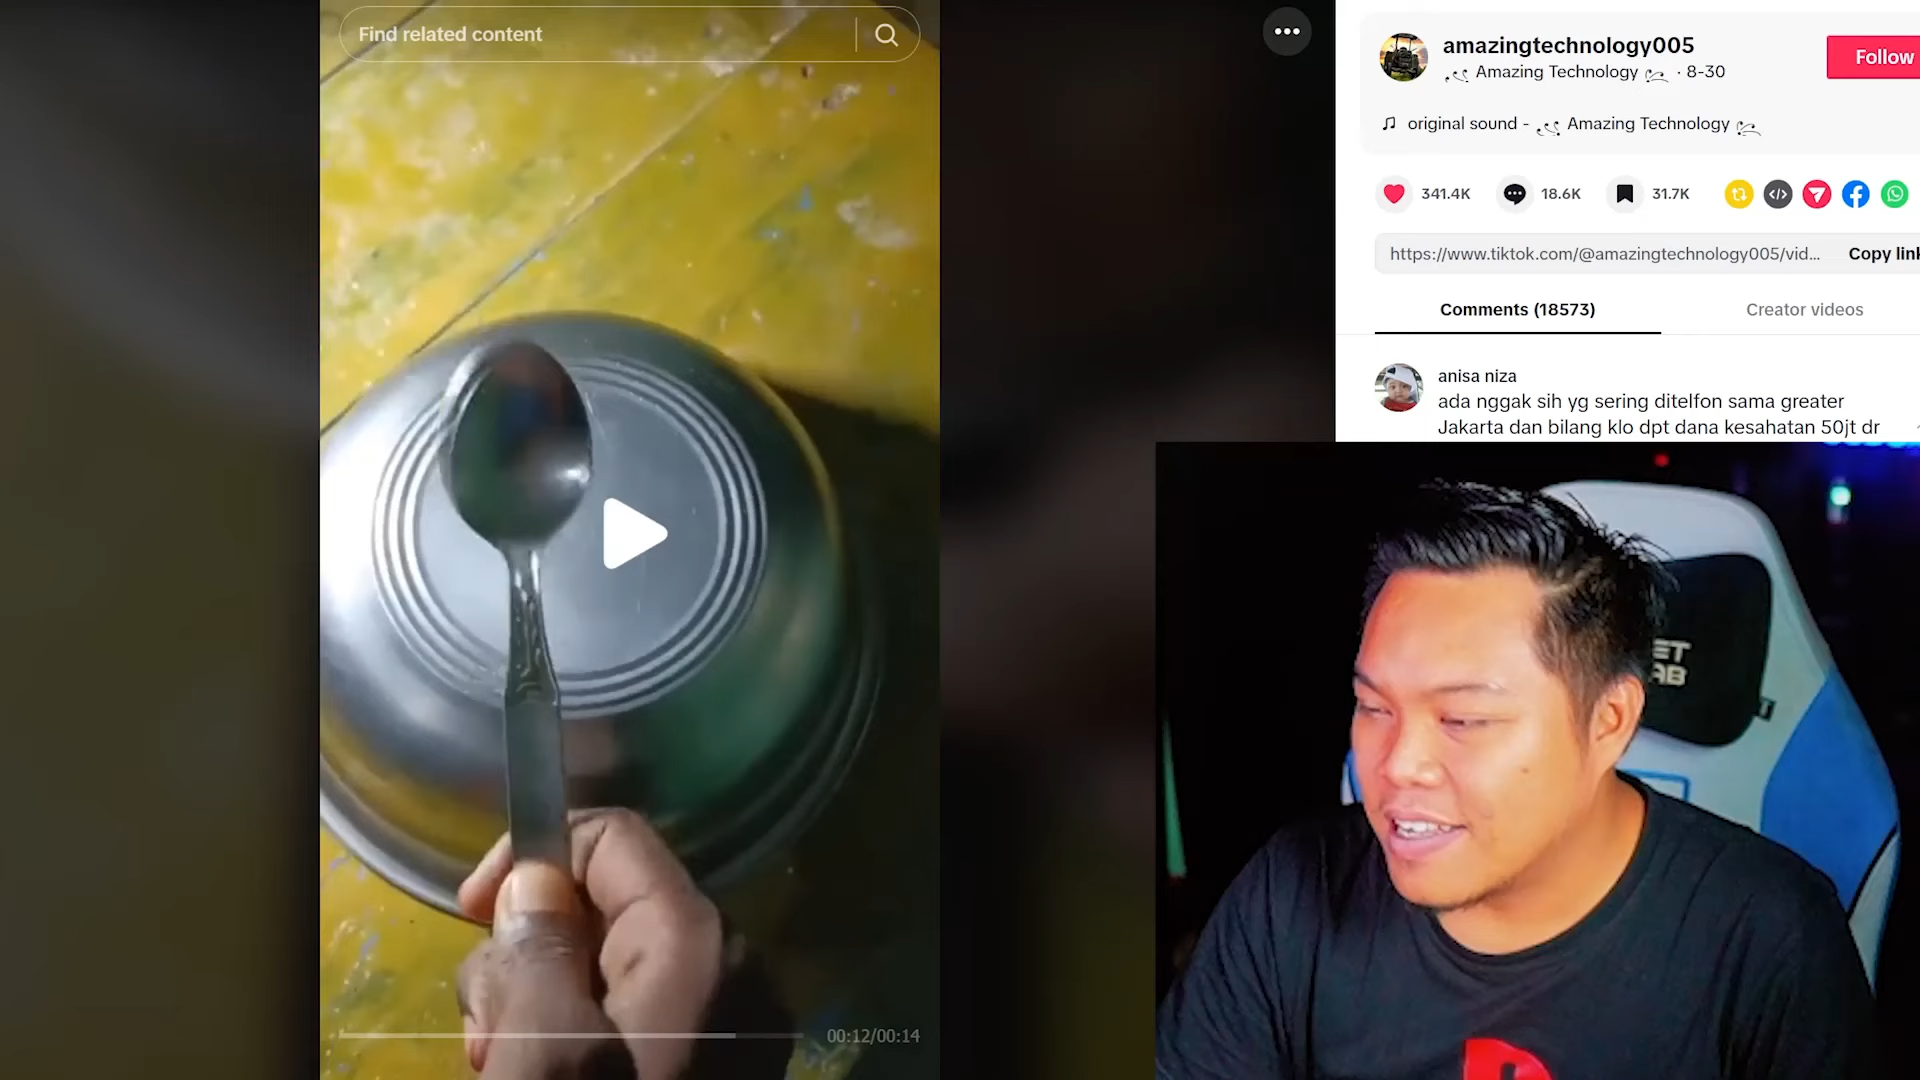 Find related content
amazingtechnology005
Amazing Technology · 8-30
Follow
original sound - Amazing Technology
341.4K
18.6K
31.7K
https://www.tiktok.com/@amazingtechnology005/vid...
Copy link
Comments (18573)
Creator videos
anisa niza
ada nggak sih yg sering ditelfon sama greater
Jakarta dan bilang klo dpt dana kesahatan 50jt dr
00:12/00:14